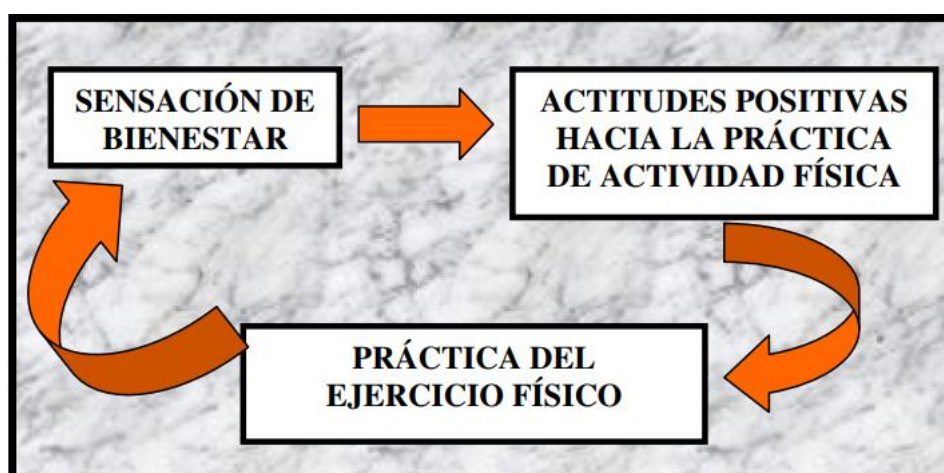 SENSACIÓN DE
BIENESTAR
ACTITUDES POSITIVAS
HACIA LA PRÁCTICA
DE ACTIVIDAD FÍSICA
PRÁCTICA DEL
EJERCICIO FÍSICO